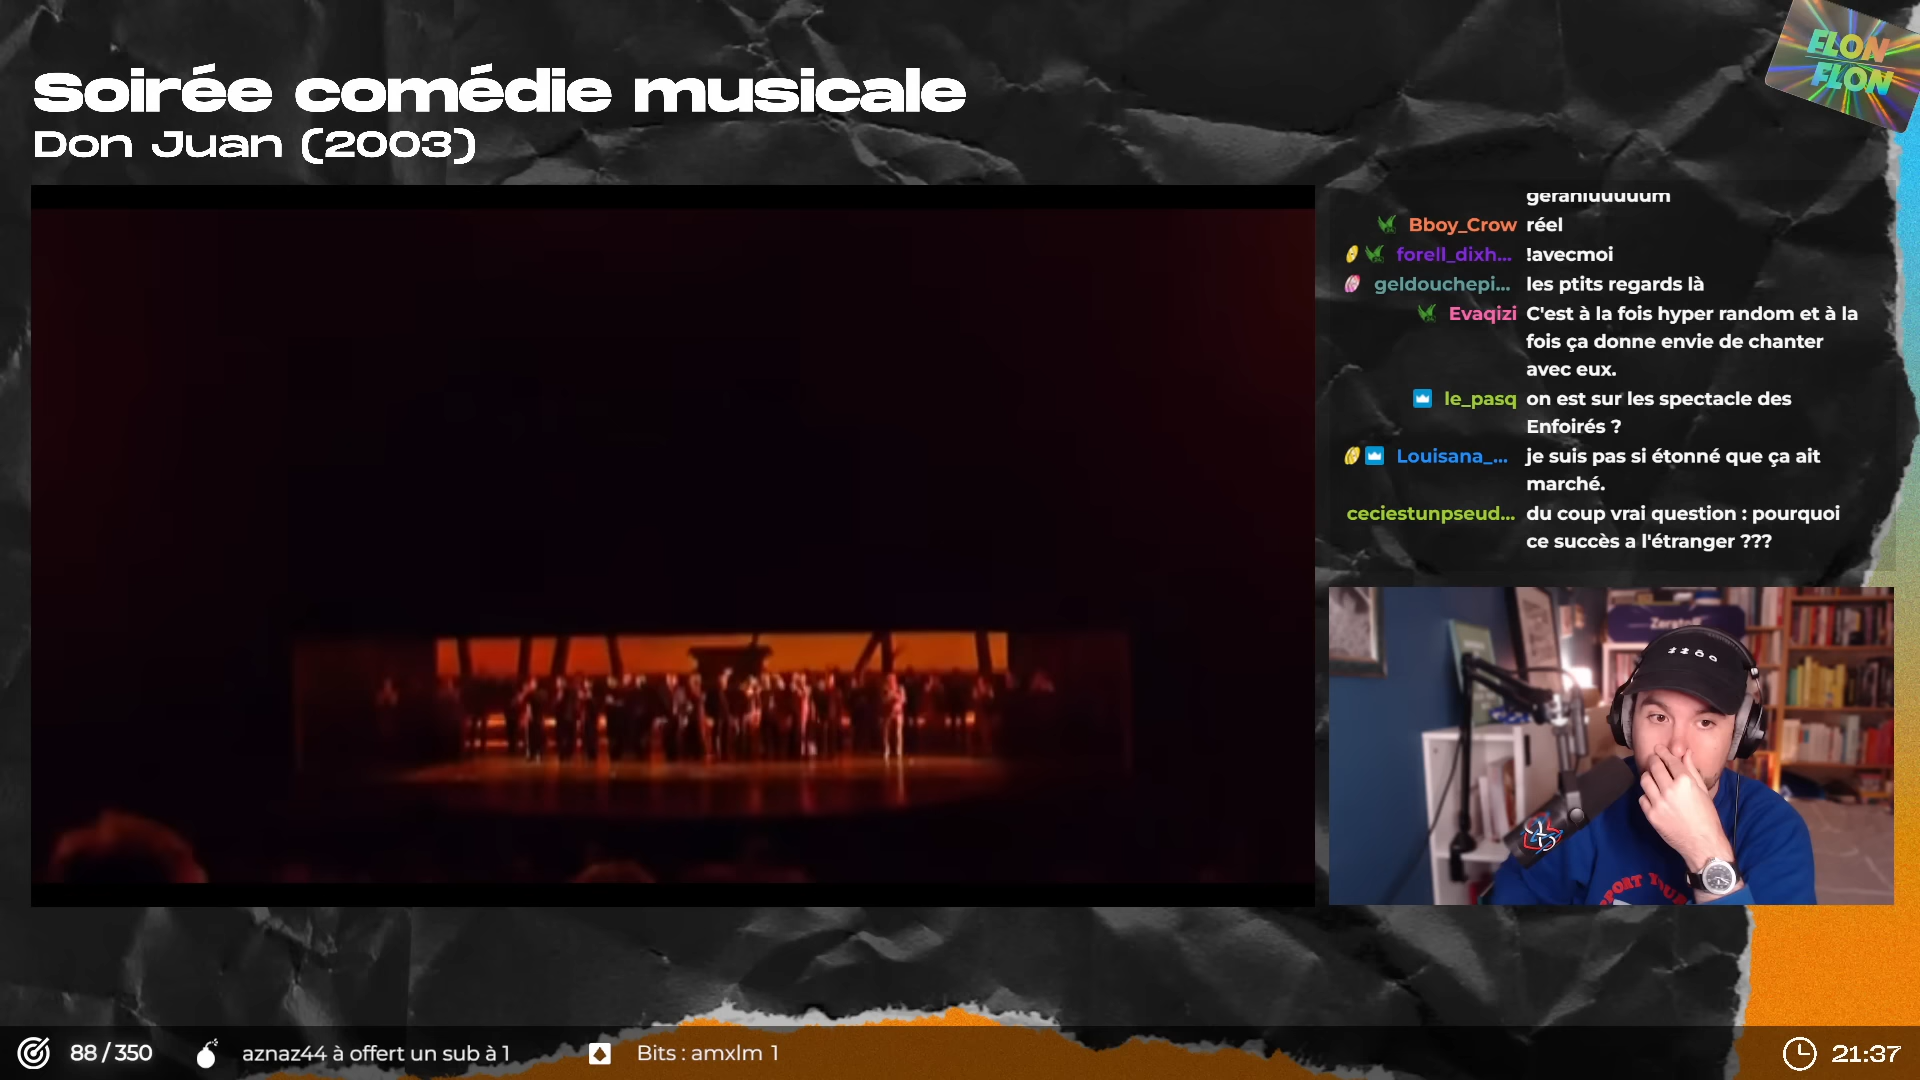 Soirée comédie musicale
Don Juan (2003)
FLON
FLON
geraniuuuuum
Bboy_Crow réel
forell_dixh... !avecmoi
geldouchepi... les ptits regards là
Evaqizi C'est à la fois hyper random et à la
fois ça donne envie de chanter
avec eux.
le_pasq on est sur les spectacle des
Enfoirés ?
Louisana_... je suis pas si étonné que ça ait
marché.
ceciestunpseud... du coup vrai question : pourquoi
ce succès a l'étranger ???
88 / 350
aznaz44 à offert un sub à 1
Bits : amxlm 1
21:37